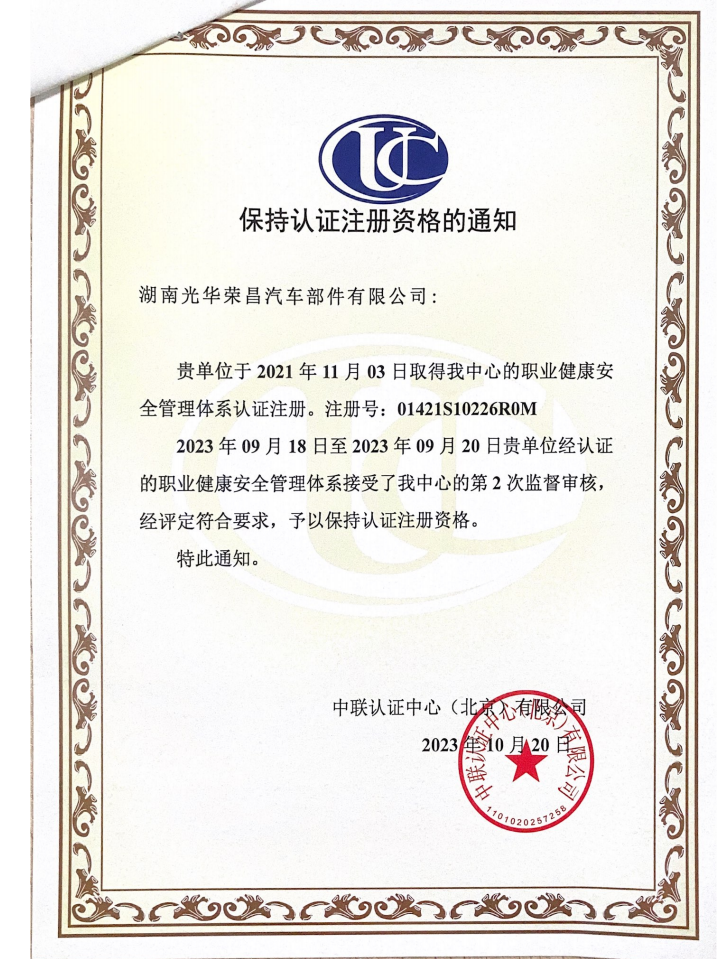 UC
保持认证注册资格的通知
湖南光华荣昌汽车部件有限公司：
贵单位于 2021 年 11 月 03 日取得我中心的职业健康安
全管理体系认证注册。注册号：01421S10226R0M
2023 年 09 月 18 日至 2023 年 09 月 20 日贵单位经认证
的职业健康安全管理体系接受了我中心的第 2 次监督审核，
经评定符合要求，予以保持认证注册资格。
特此通知。
中联认证中心（北京）有限公司
2023 年 10 月 20 日
中联认证中心（北京）有限公司
1101020257258